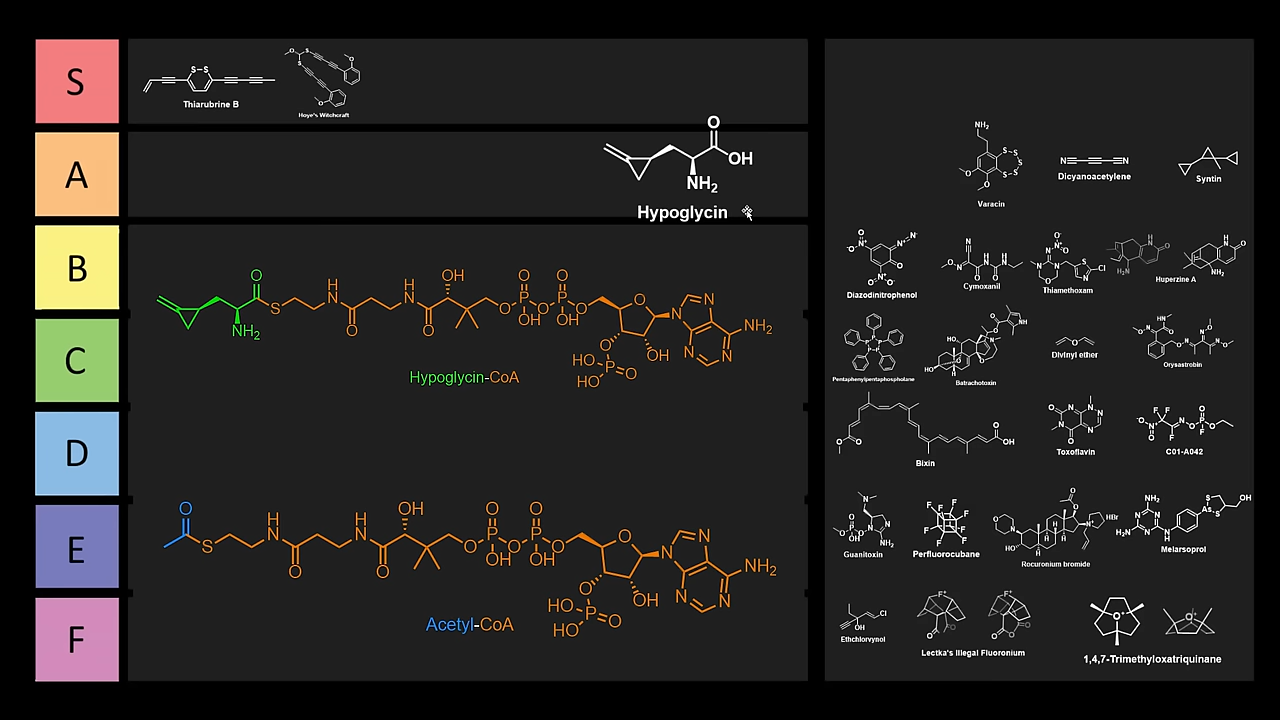 S
Thiarubrine B
Hoye's Witchcraft
A
Hypoglycin
B
Hypoglycin-CoA
C
D
E
Acetyl-CoA
F
Varacin
Dicyanoacetylene
Syntin
Diazodinitrophenol
Cymoxanil
Thiamethoxam
Huperzine A
Pentaphenylpentaphospholane
Batrachotoxin
Divinyl ether
Orysastrobin
Bixin
Toxoflavin
C01-A042
Guanitoxin
Perfluorocubane
Rocuronium bromide
Melarsoprol
Ethchlorvynol
Lectka's Illegal Fluoronium
1,4,7-Trimethyloxatriquinane